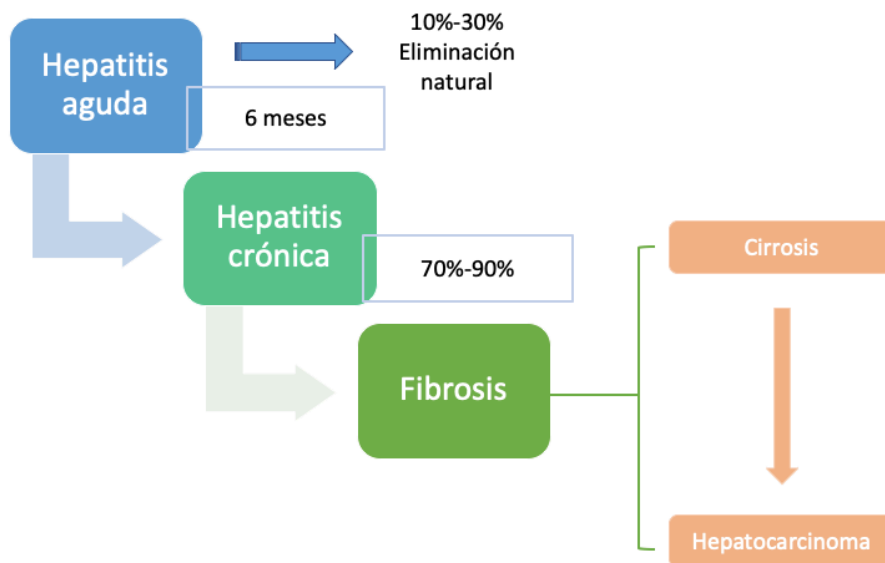 Hepatitis
aguda
10%-30%
Eliminación
natural
6 meses
Hepatitis
crónica
70%-90%
Fibrosis
Cirrosis
Hepatocarcinoma